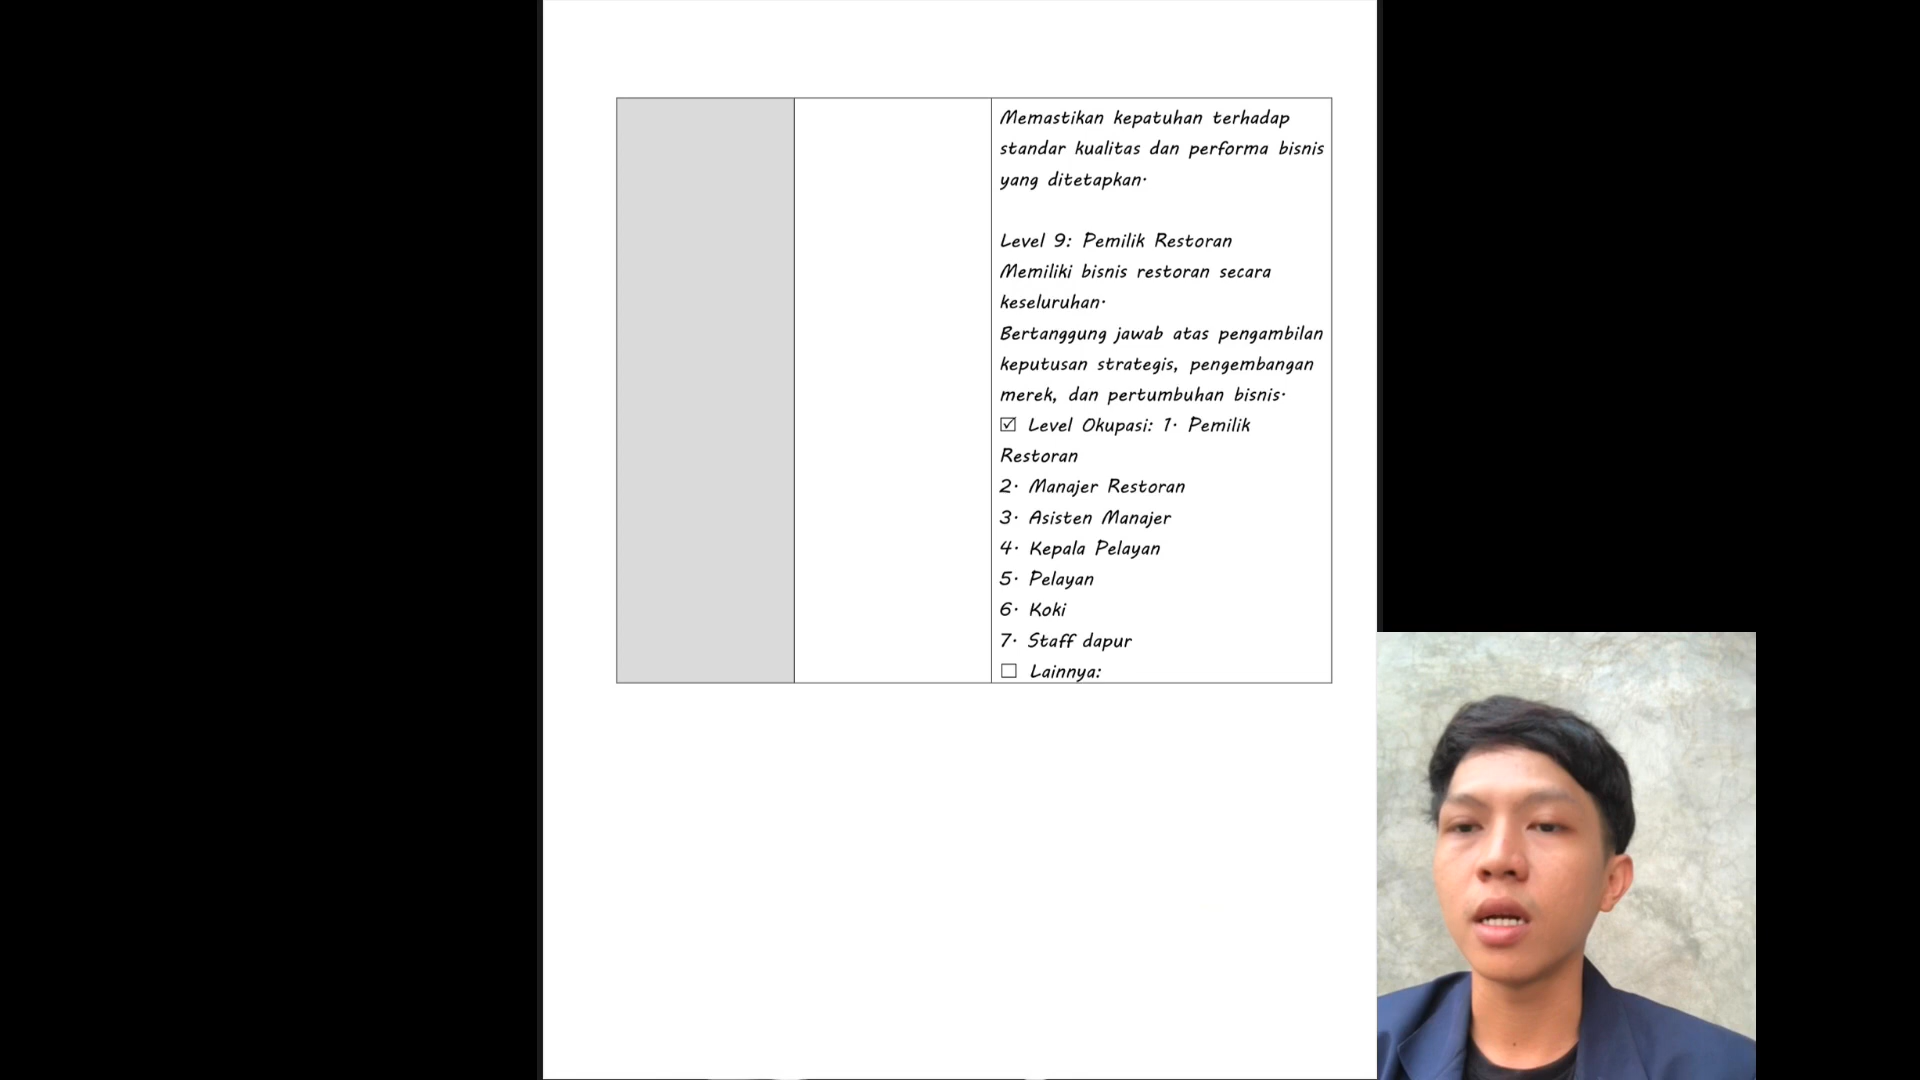 Memastikan kepatuhan terhadap
standar kualitas dan performa bisnis
yang ditetapkan.
Level 9: Pemilik Restoran
Memiliki bisnis restoran secara
keseluruhan.
Bertanggung jawab atas pengambilan
keputusan strategis, pengembangan
merek, dan pertumbuhan bisnis.
☑ Level Okupasi: 1. Pemilik
Restoran
2. Manajer Restoran
3. Asisten Manajer
4. Kepala Pelayan
5. Pelayan
6. Koki
7. Staff dapur
☐ Lainnya: